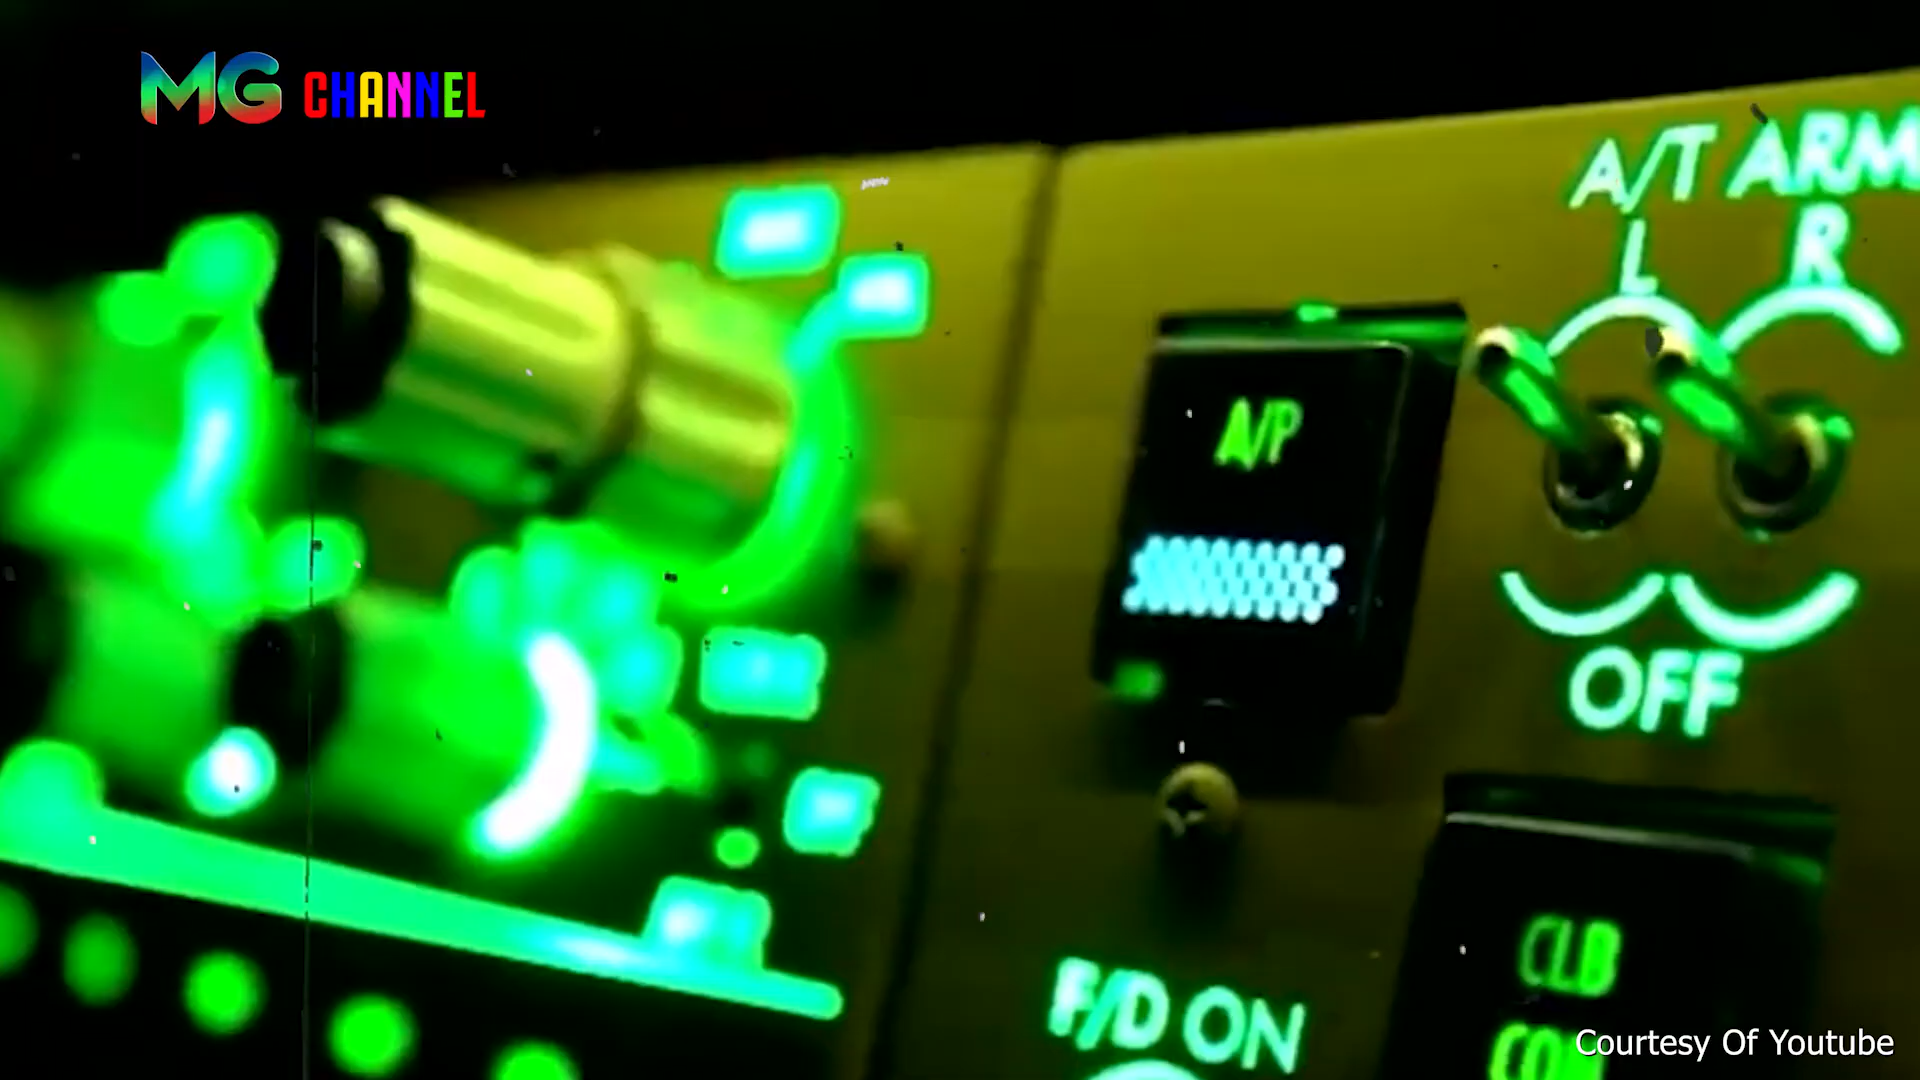 MG CHANNEL
A/T ARM
L R
A/P
OFF
CLB
F/D ON
Courtesy Of Youtube